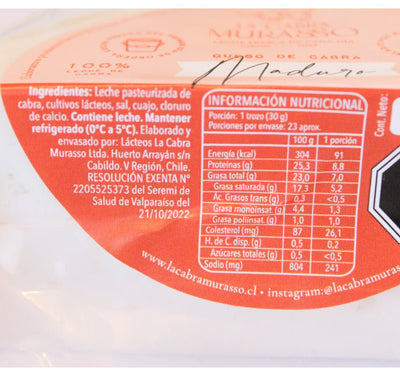 LA CABRA
MURASSO
QUESO DE CABRA
Maduro
100%
LECHE DE CABRA
Ingredientes: Leche pasteurizada de
cabra, cultivos lácteos, sal, cuajo, cloruro
de calcio. Contiene leche. Mantener
refrigerado (0°C a 5°C). Elaborado y
envasado por: Lácteos La Cabra
Murasso Ltda. Huerto Arrayán s/n
Cabildo. V Región, Chile.
RESOLUCIÓN EXENTA N°
2205525373 del Seremi de
Salud de Valparaíso del
21/10/2022
INFORMACIÓN NUTRICIONAL
Porción: 1 trozo (30 g)
Porciones por envase: 23 aprox.
100 g 1 porción
Energía (kcal) 304 91
Proteínas (g) 25,3 8,8
Grasa total (g) 23,0 7,0
Grasa saturada (g) 17,3 5,2
Ác. Grasos trans (g) 0,3 <0,5
Grasa monoinsat. (g) 4,4 1,3
Grasa poliinsat. (g) 1,0 1,0
Colesterol (mg) 87 26,1
H. de C. disp. (g) 0,5 0,2
Azúcares totales (g) 0,5 <0,5
Sodio (mg) 804 241
Cont. Neto:
www.lacabramurasso.cl • instagram:@lacabramurasso